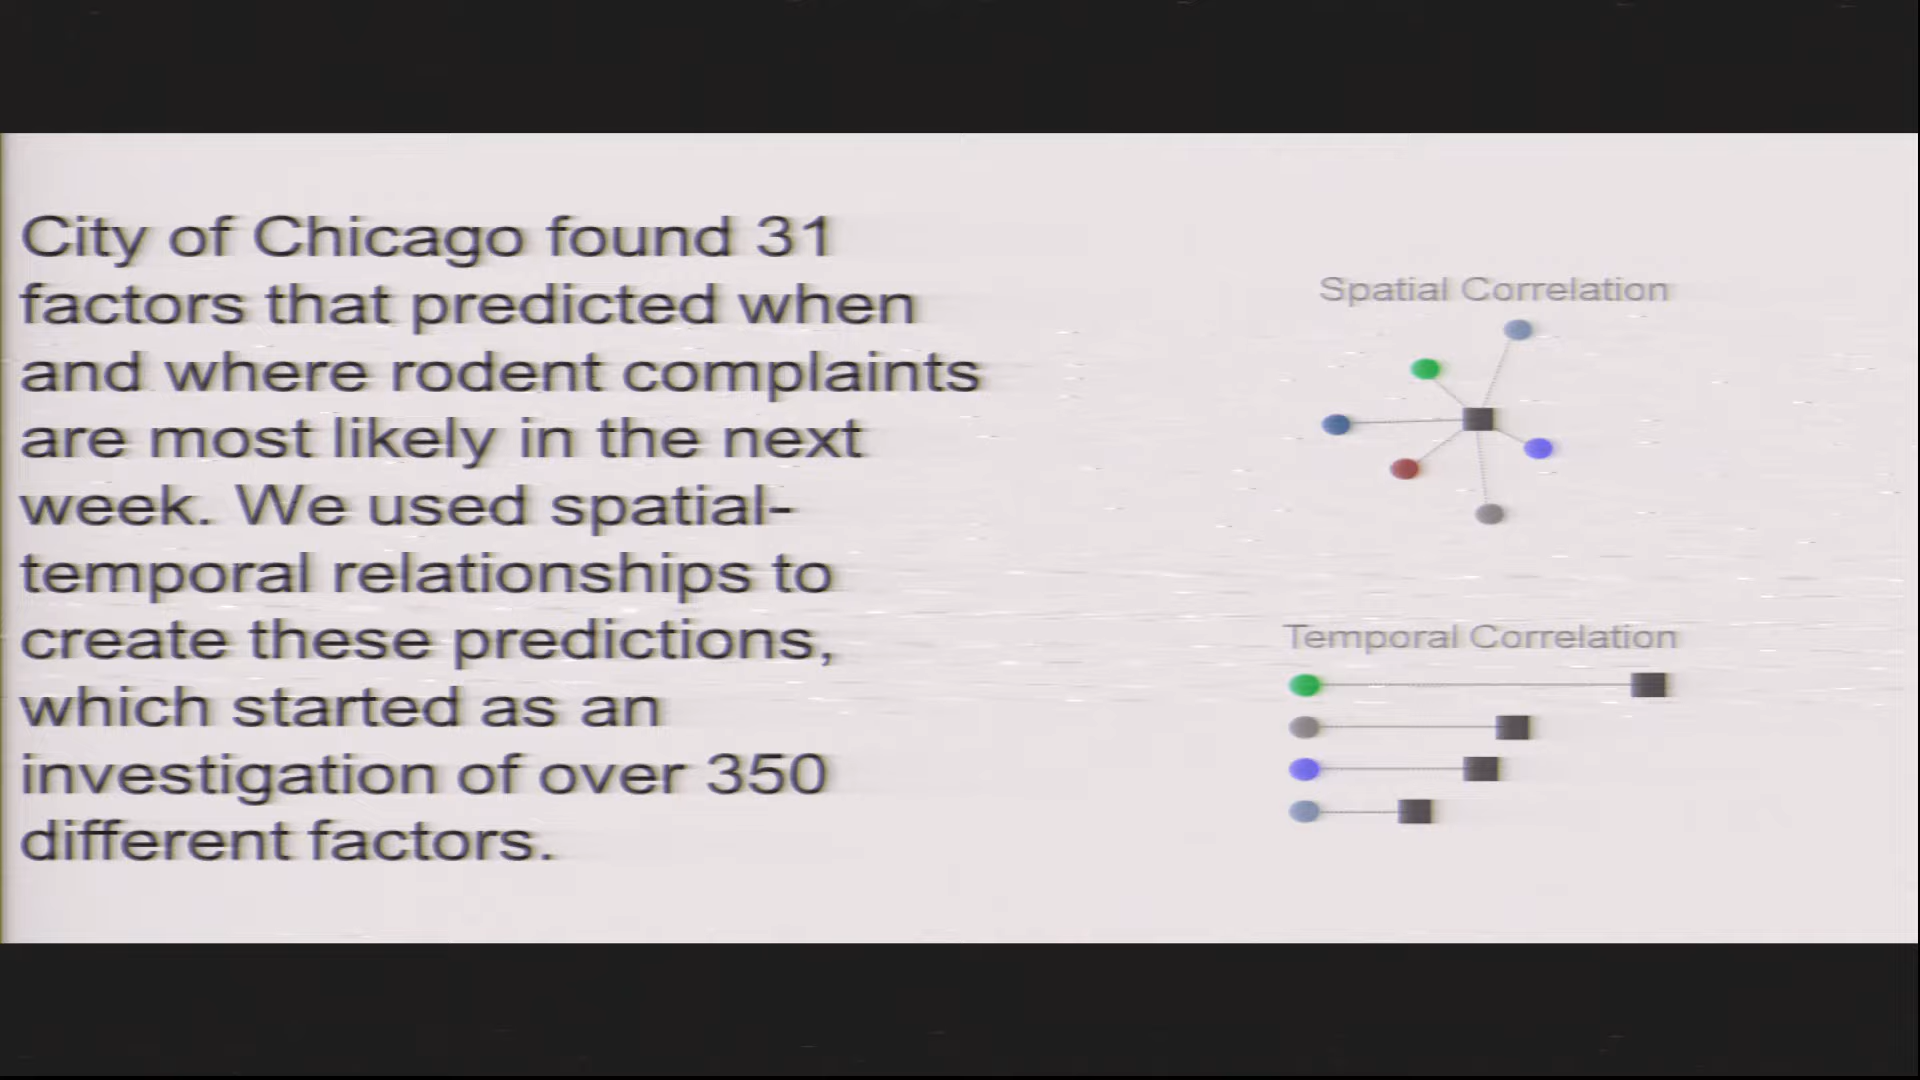 City of Chicago found 31
factors that predicted when
and where rodent complaints
are most likely in the next
week. We used spatial-
temporal relationships to
create these predictions,
which started as an
investigation of over 350
different factors.
Spatial Correlation
Temporal Correlation